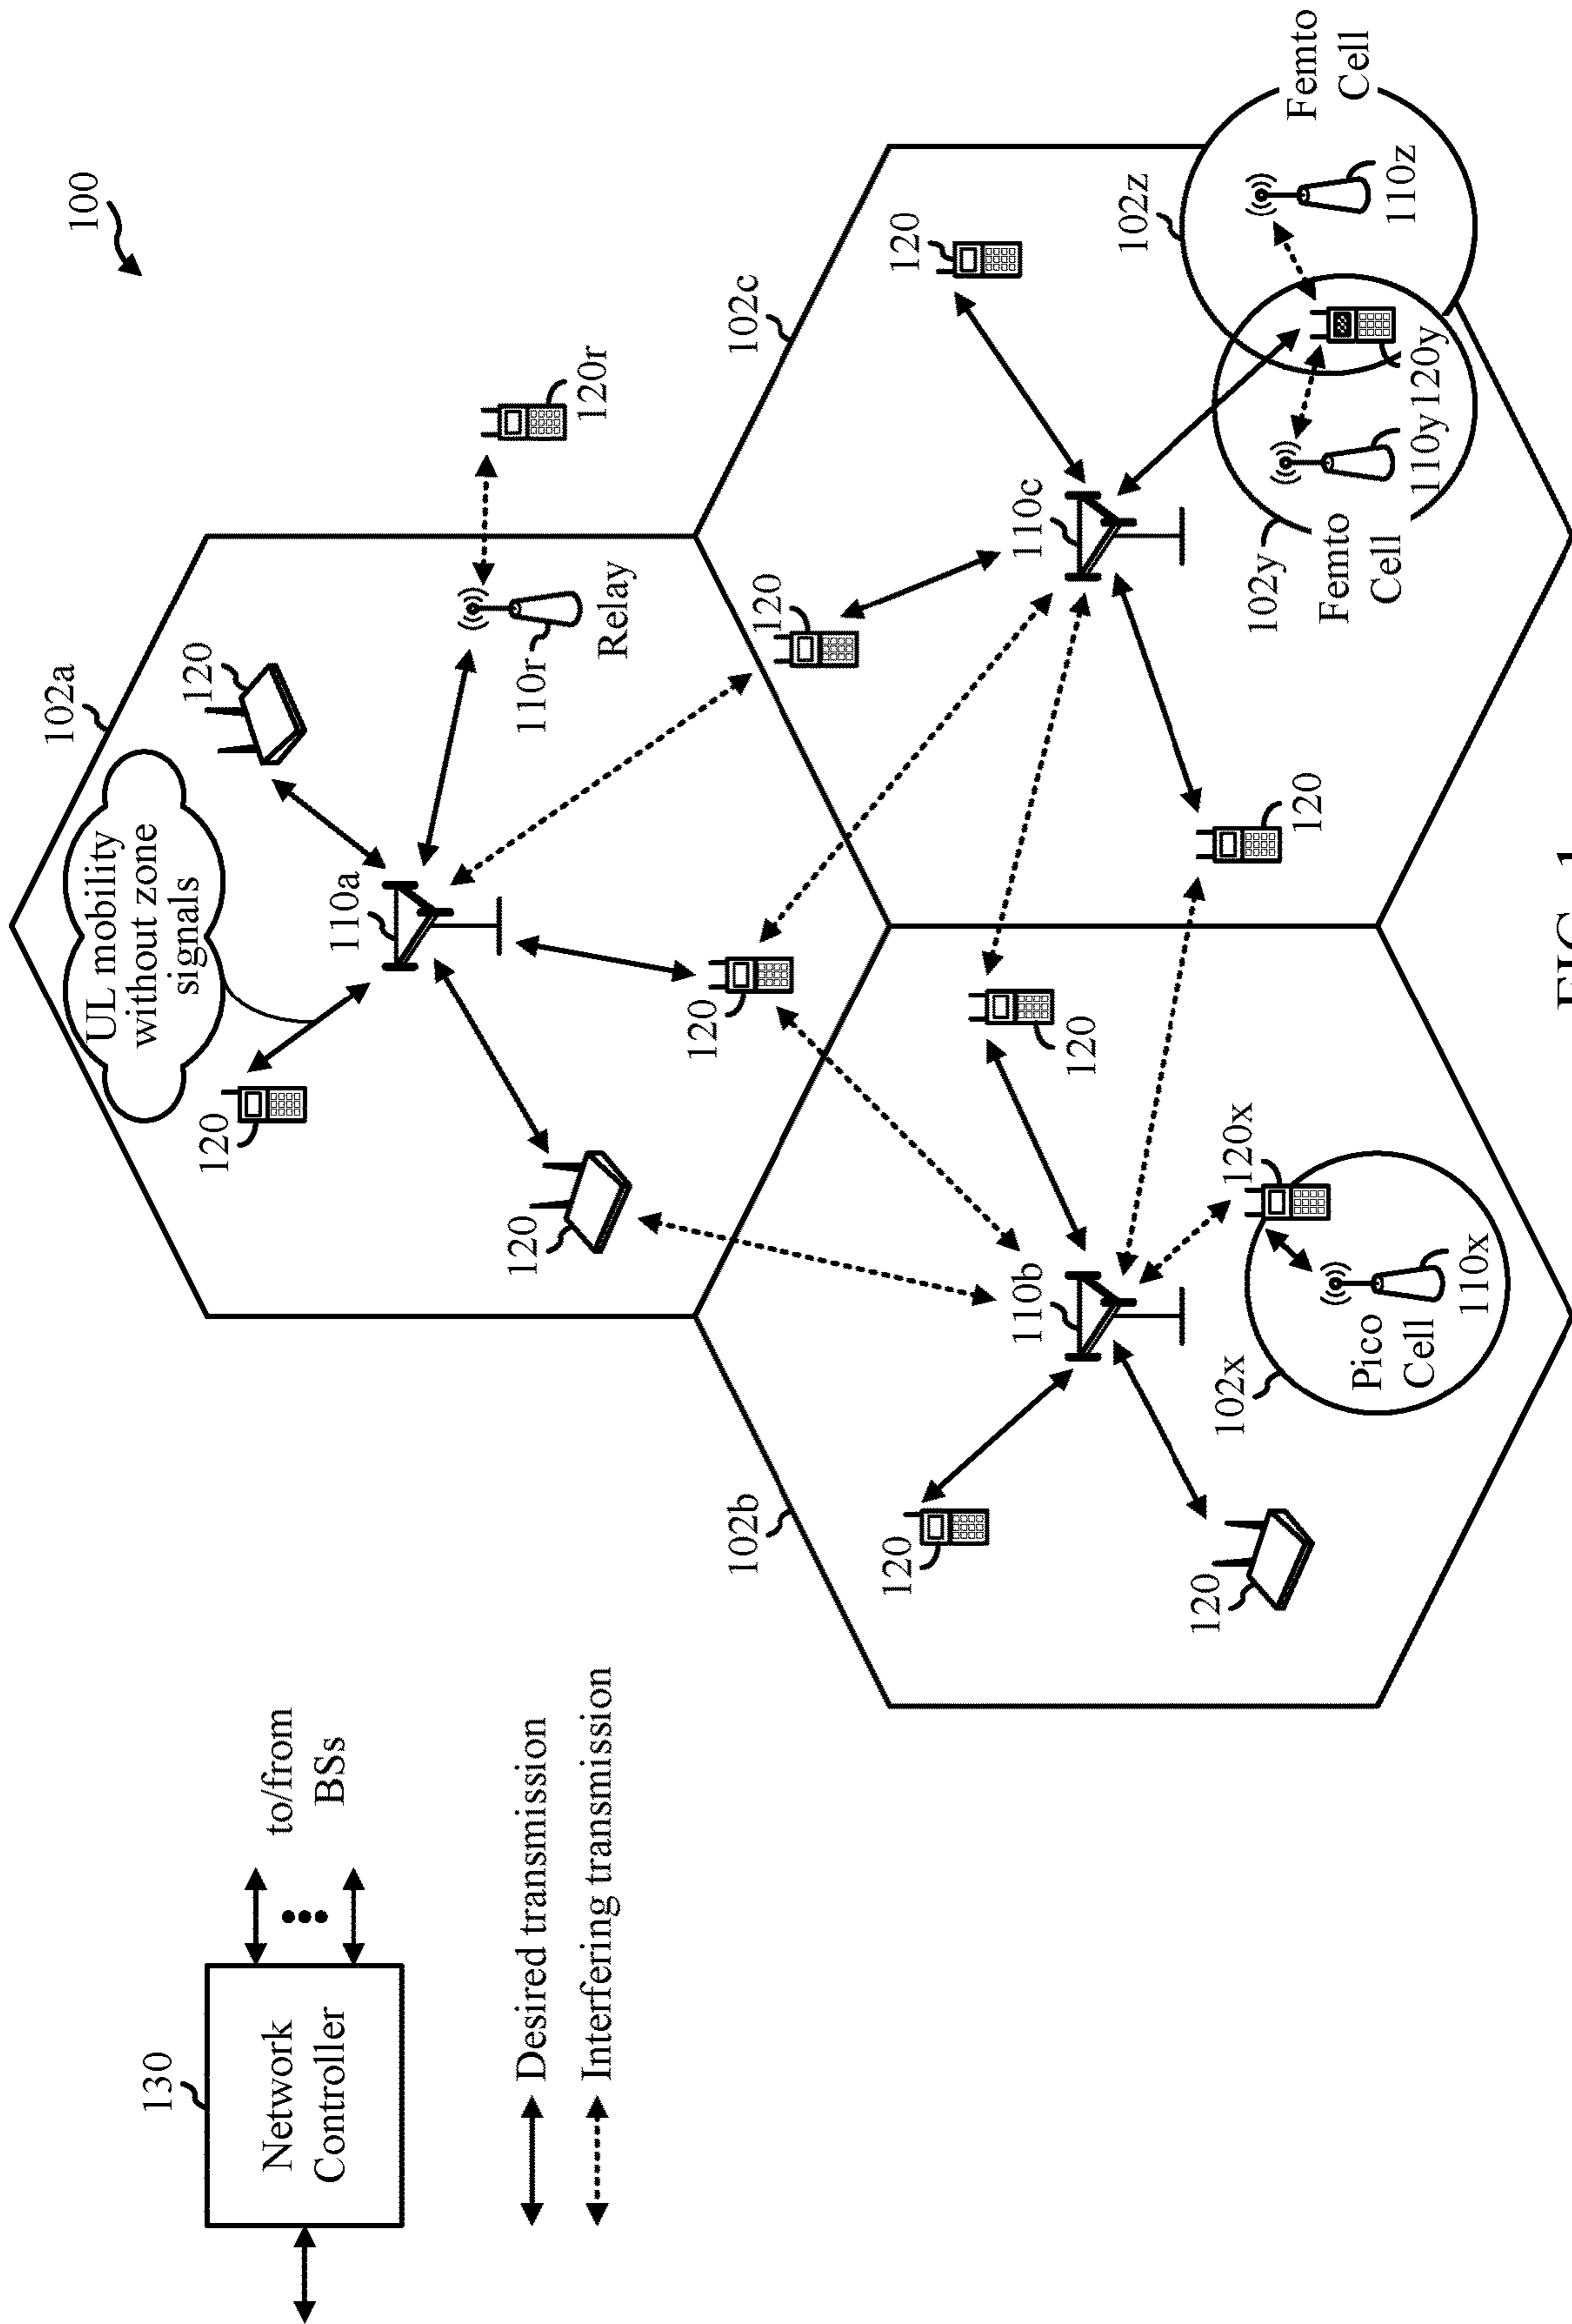 100
130
Network
Controller
to/from
BSs
Desired transmission
Interfering transmission
102a
UL mobility
without zone
signals
120
120
110a
120
120
110r
Relay
120r
102b
120
120
110b
120
120x
102x
Pico
Cell
110x
102c
120
120
110c
120
102z
Femto
Cell
110z
102y
Femto
Cell
110y
120y
FIG. 1